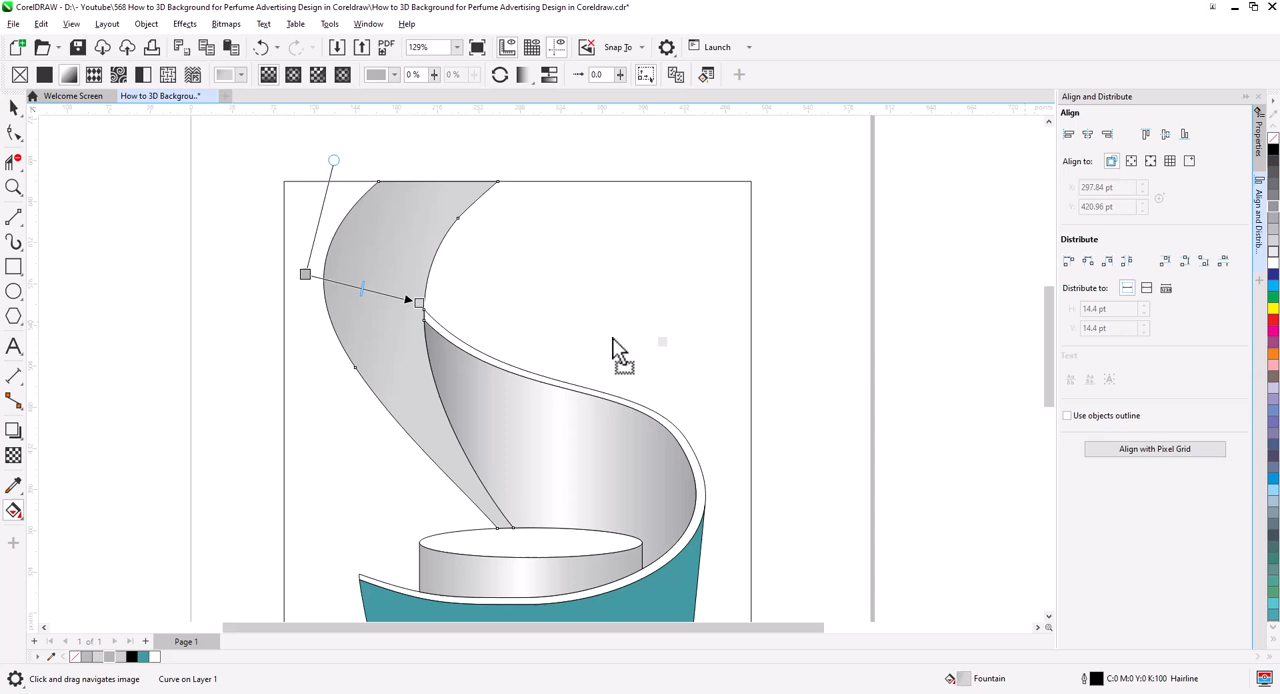 CorelDRAW - D:\- Youtube\568 How to 3D Background for Perfume Advertising Design in Coreldraw\How to 3D Background for Perfume Advertising Design in Coreldraw.cdr*
File Edit View Layout Object Effects Bitmaps Text Table Tools Window Help
PDF 129% Snap To Launch
0 % 0 % 0.0
Welcome Screen How to 3D Backgrou..*
Align and Distribute
Align
Align to:
X: 297.84 pt
Y: 420.96 pt
Distribute
Distribute to:
H: 14.4 pt
V: 14.4 pt
Text
Use objects outline
Align with Pixel Grid
Properties
Align and Distrib..
1 of 1 Page 1
Click and drag navigates image Curve on Layer 1 Fountain C:0 M:0 Y:0 K:100 Hairline